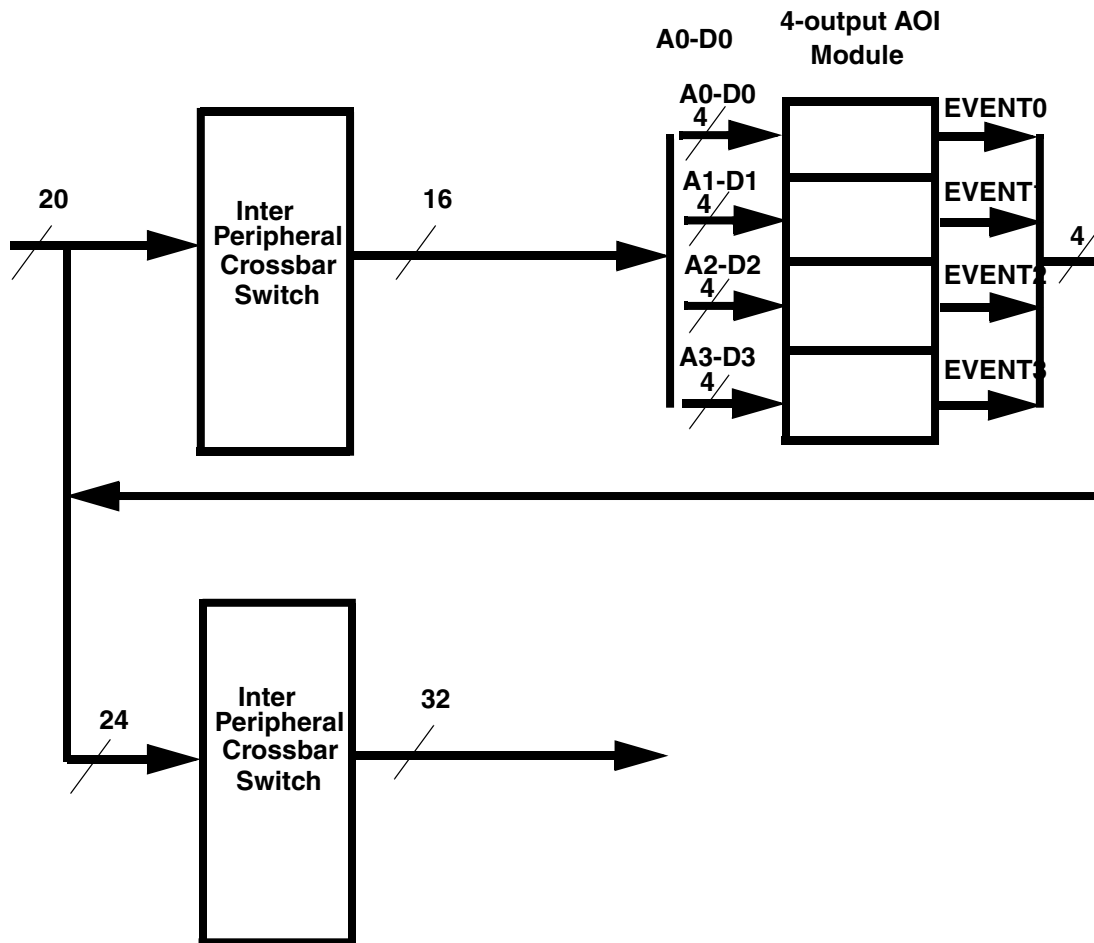 4-output AOI
Module
A0-D0
A0-D0
4
EVENT0
A1-D1
4
EVENT1
A2-D2
4
EVENT2
A3-D3
4
EVENT3
4
20
Inter
Peripheral
Crossbar
Switch
16
24
Inter
Peripheral
Crossbar
Switch
32